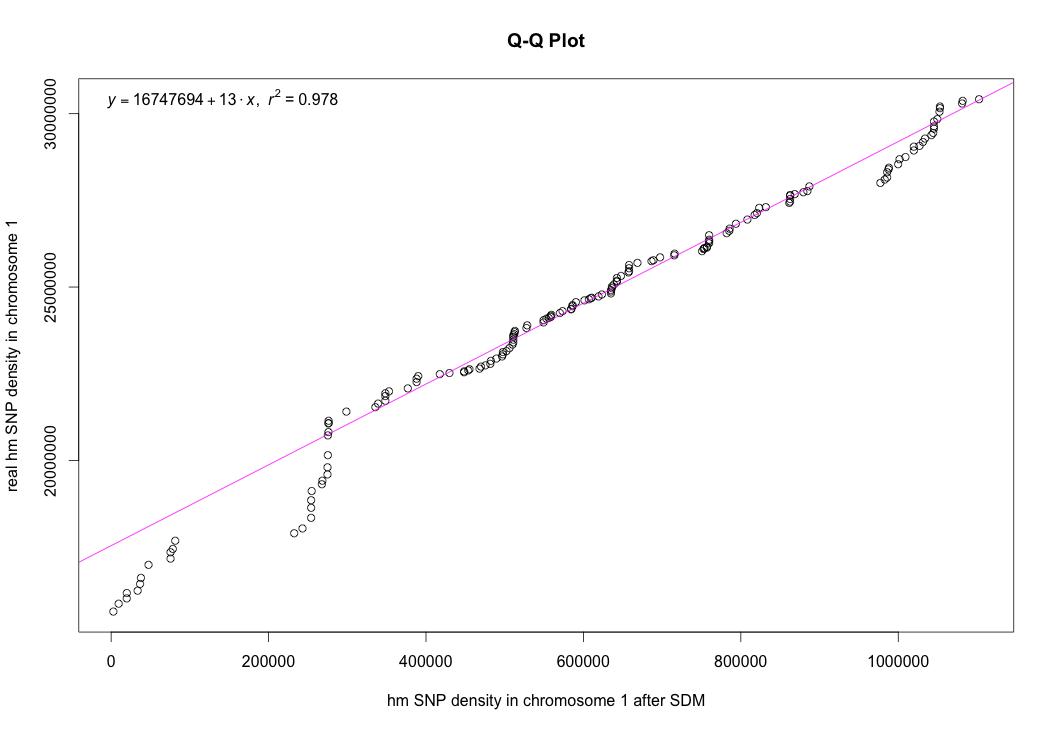 Q-Q Plot
y = 16747694 + 13 · x, r² = 0.978
30000000
25000000
20000000
real hm SNP density in chromosome 1
0 200000 400000 600000 800000 1000000
hm SNP density in chromosome 1 after SDM